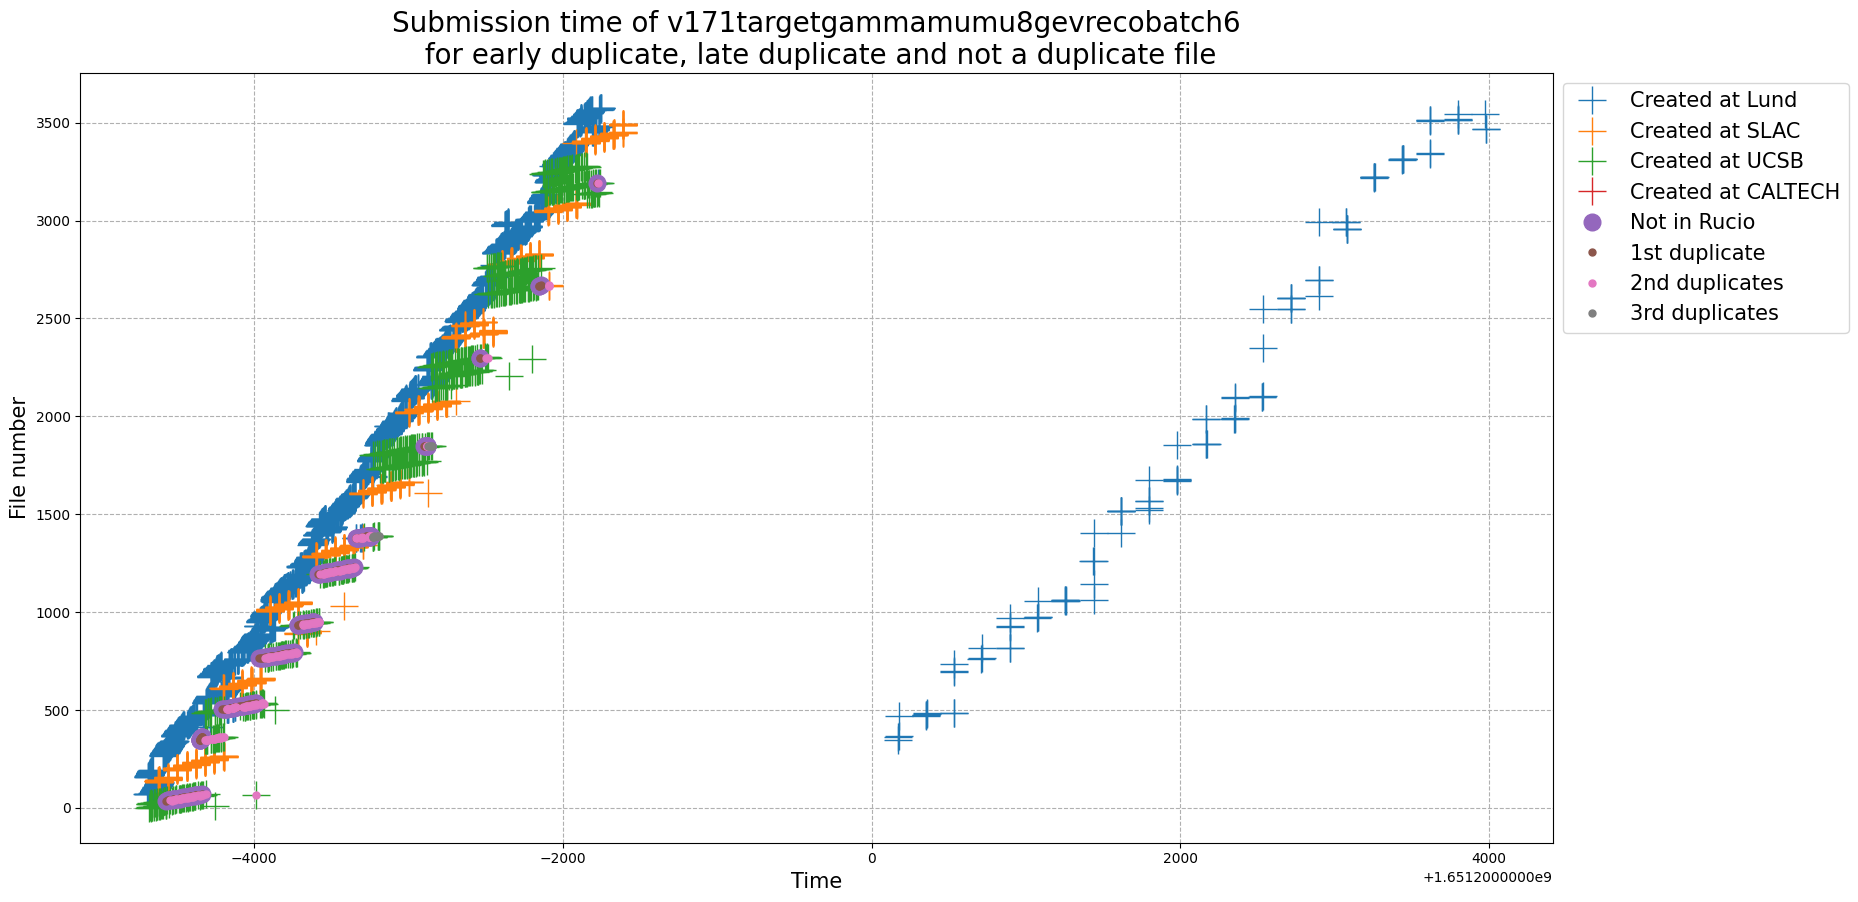 Submission time of v171targetgammamumu8gevrecobatch6
for early duplicate, late duplicate and not a duplicate file
File number
3500
3000
2500
2000
1500
1000
500
0
−4000
−2000
0
2000
4000
+1.6512000000e9
Time
Created at Lund
Created at SLAC
Created at UCSB
Created at CALTECH
Not in Rucio
1st duplicate
2nd duplicates
3rd duplicates